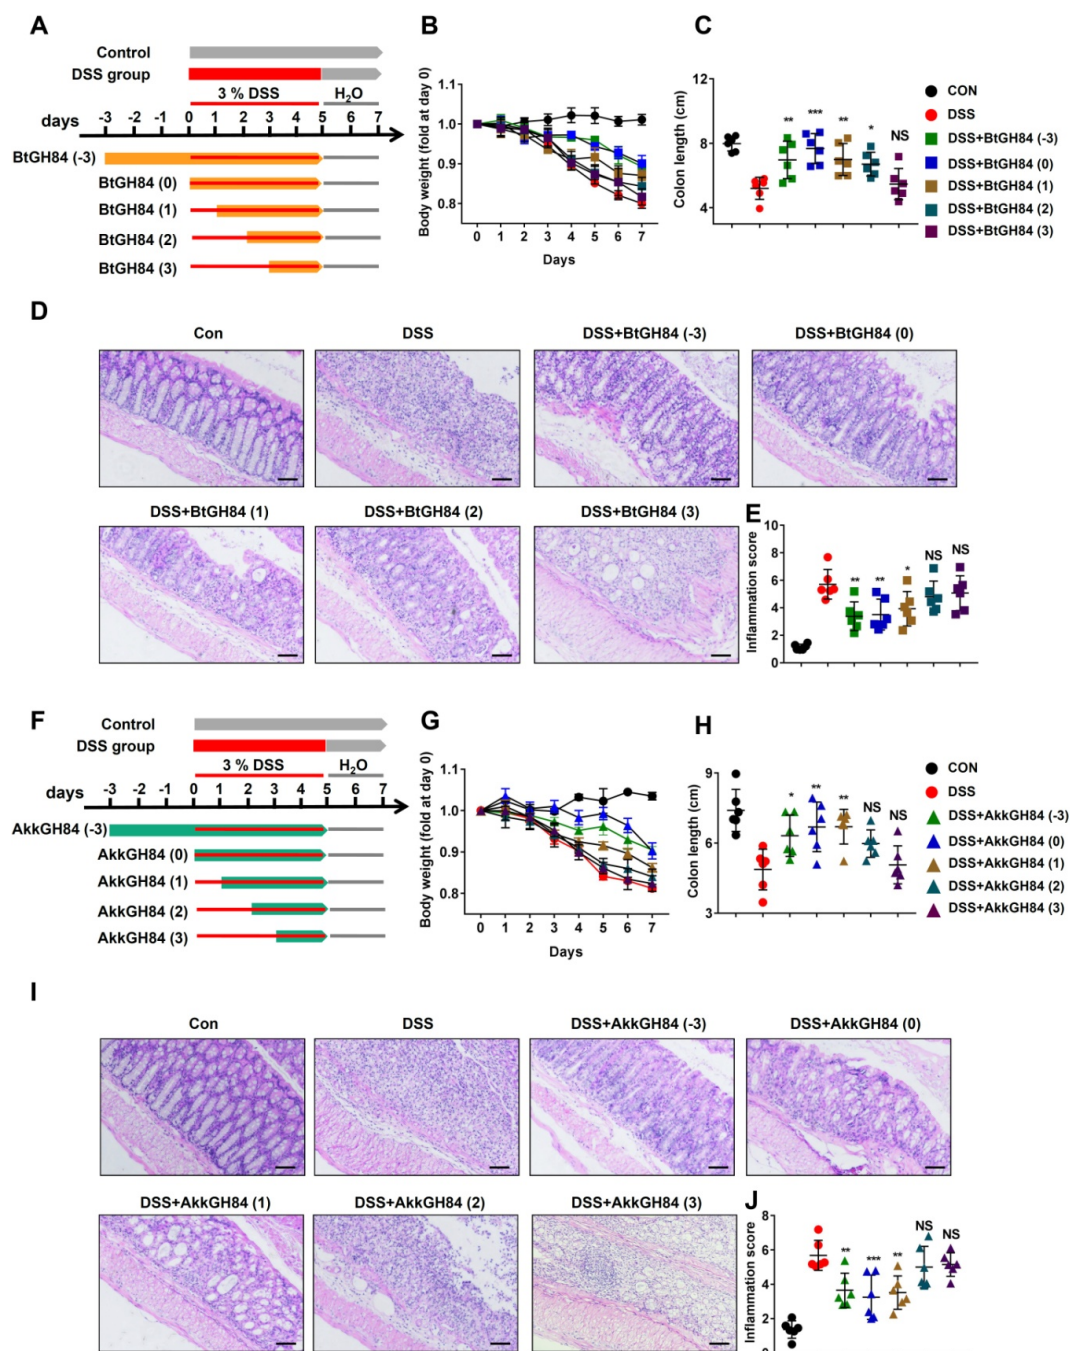 A
Control
DSS group
3 % DSS
H2O
days
-3 -2 -1 0 1 2 3 4 5 6 7
BtGH84 (-3)
BtGH84 (0)
BtGH84 (1)
BtGH84 (2)
BtGH84 (3)
B
Body weight (fold at day 0)
1.1
1.0
0.9
0.8
0 1 2 3 4 5 6 7
Days
C
Colon length (cm)
12
8
4
** *** ** * NS
CON
DSS
DSS+BtGH84 (-3)
DSS+BtGH84 (0)
DSS+BtGH84 (1)
DSS+BtGH84 (2)
DSS+BtGH84 (3)
D
Con DSS DSS+BtGH84 (-3) DSS+BtGH84 (0)
DSS+BtGH84 (1) DSS+BtGH84 (2) DSS+BtGH84 (3)
E
Inflammation score
10
8
6
4
2
0
** ** * NS NS
F
Control
DSS group
3 % DSS
H2O
days
-3 -2 -1 0 1 2 3 4 5 6 7
AkkGH84 (-3)
AkkGH84 (0)
AkkGH84 (1)
AkkGH84 (2)
AkkGH84 (3)
G
Body weight (fold at day 0)
1.1
1.0
0.9
0.8
0 1 2 3 4 5 6 7
Days
H
Colon length (cm)
9
6
3
* ** ** NS NS
CON
DSS
DSS+AkkGH84 (-3)
DSS+AkkGH84 (0)
DSS+AkkGH84 (1)
DSS+AkkGH84 (2)
DSS+AkkGH84 (3)
I
Con DSS DSS+AkkGH84 (-3) DSS+AkkGH84 (0)
DSS+AkkGH84 (1) DSS+AkkGH84 (2) DSS+AkkGH84 (3)
J
Inflammation score
8
6
4
2
0
** *** ** NS NS